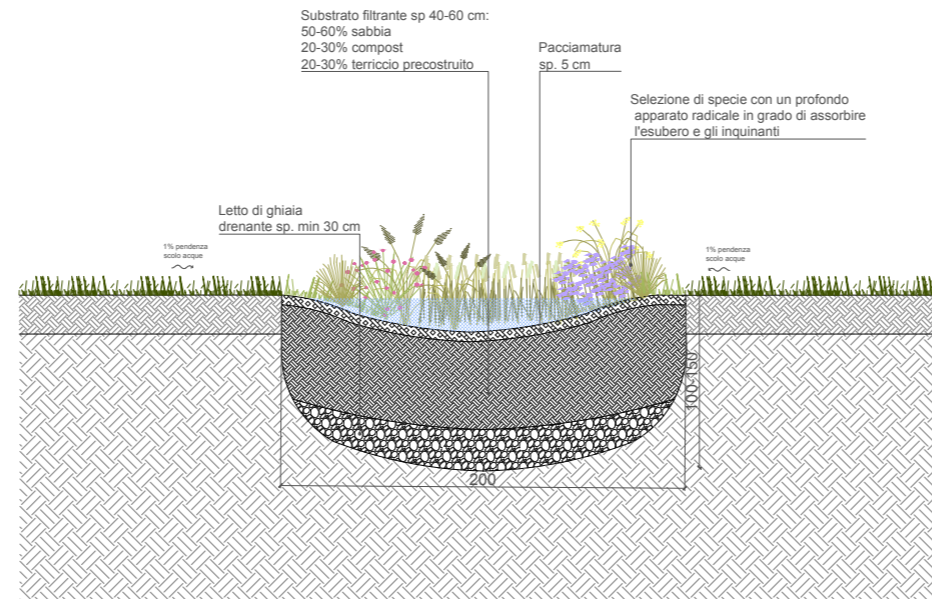 Substrato filtrante sp 40-60 cm:
50-60% sabbia
20-30% compost
20-30% terriccio precostruito
Pacciamatura
sp. 5 cm
Selezione di specie con un profondo
apparato radicale in grado di assorbire
l'esubero e gli inquinanti
Letto di ghiaia
drenante sp. min 30 cm
1% pendenza
scolo acque
1% pendenza
scolo acque
100-150
200